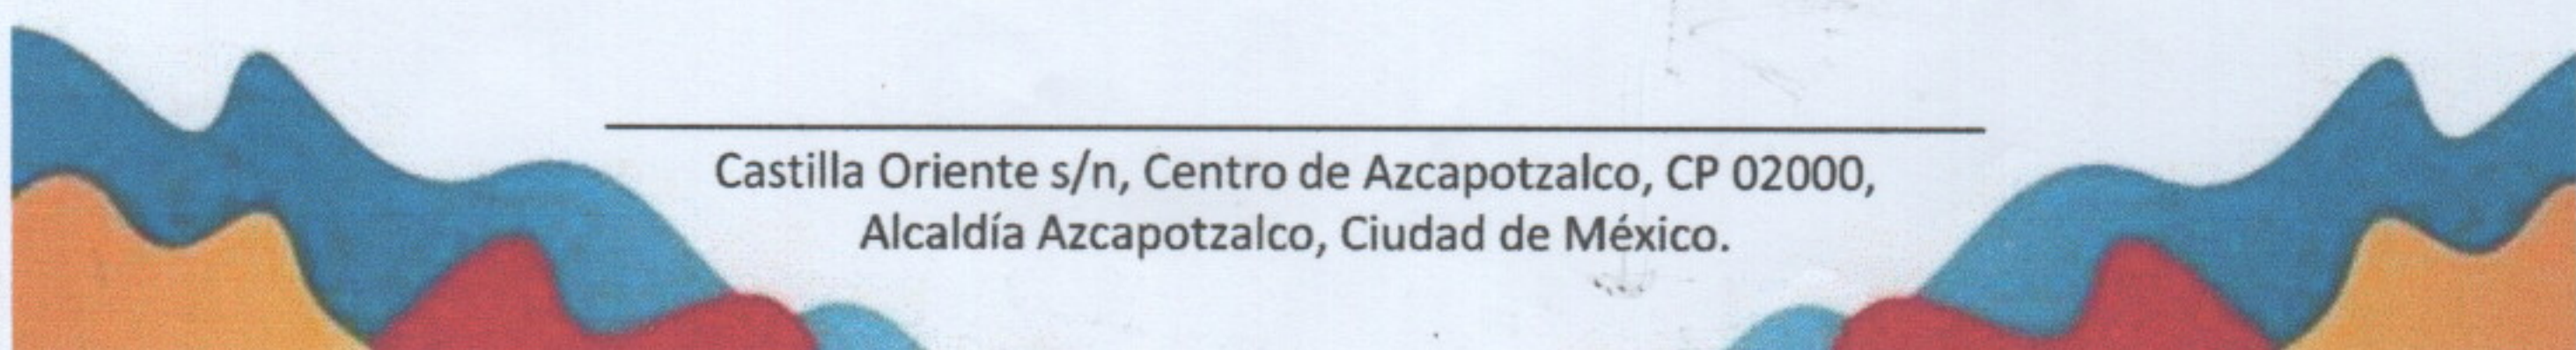 Castilla Oriente s/n, Centro de Azcapotzalco, CP 02000,
Alcaldía Azcapotzalco, Ciudad de México.